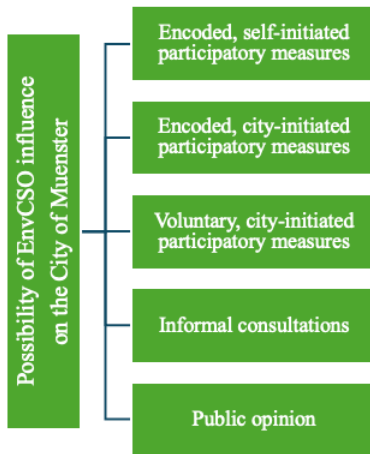 Possibility of EnvCSO influence
on the City of Muenster
Encoded, self-initiated
participatory measures
Encoded, city-initiated
participatory measures
Voluntary, city-initiated
participatory measures
Informal consultations
Public opinion